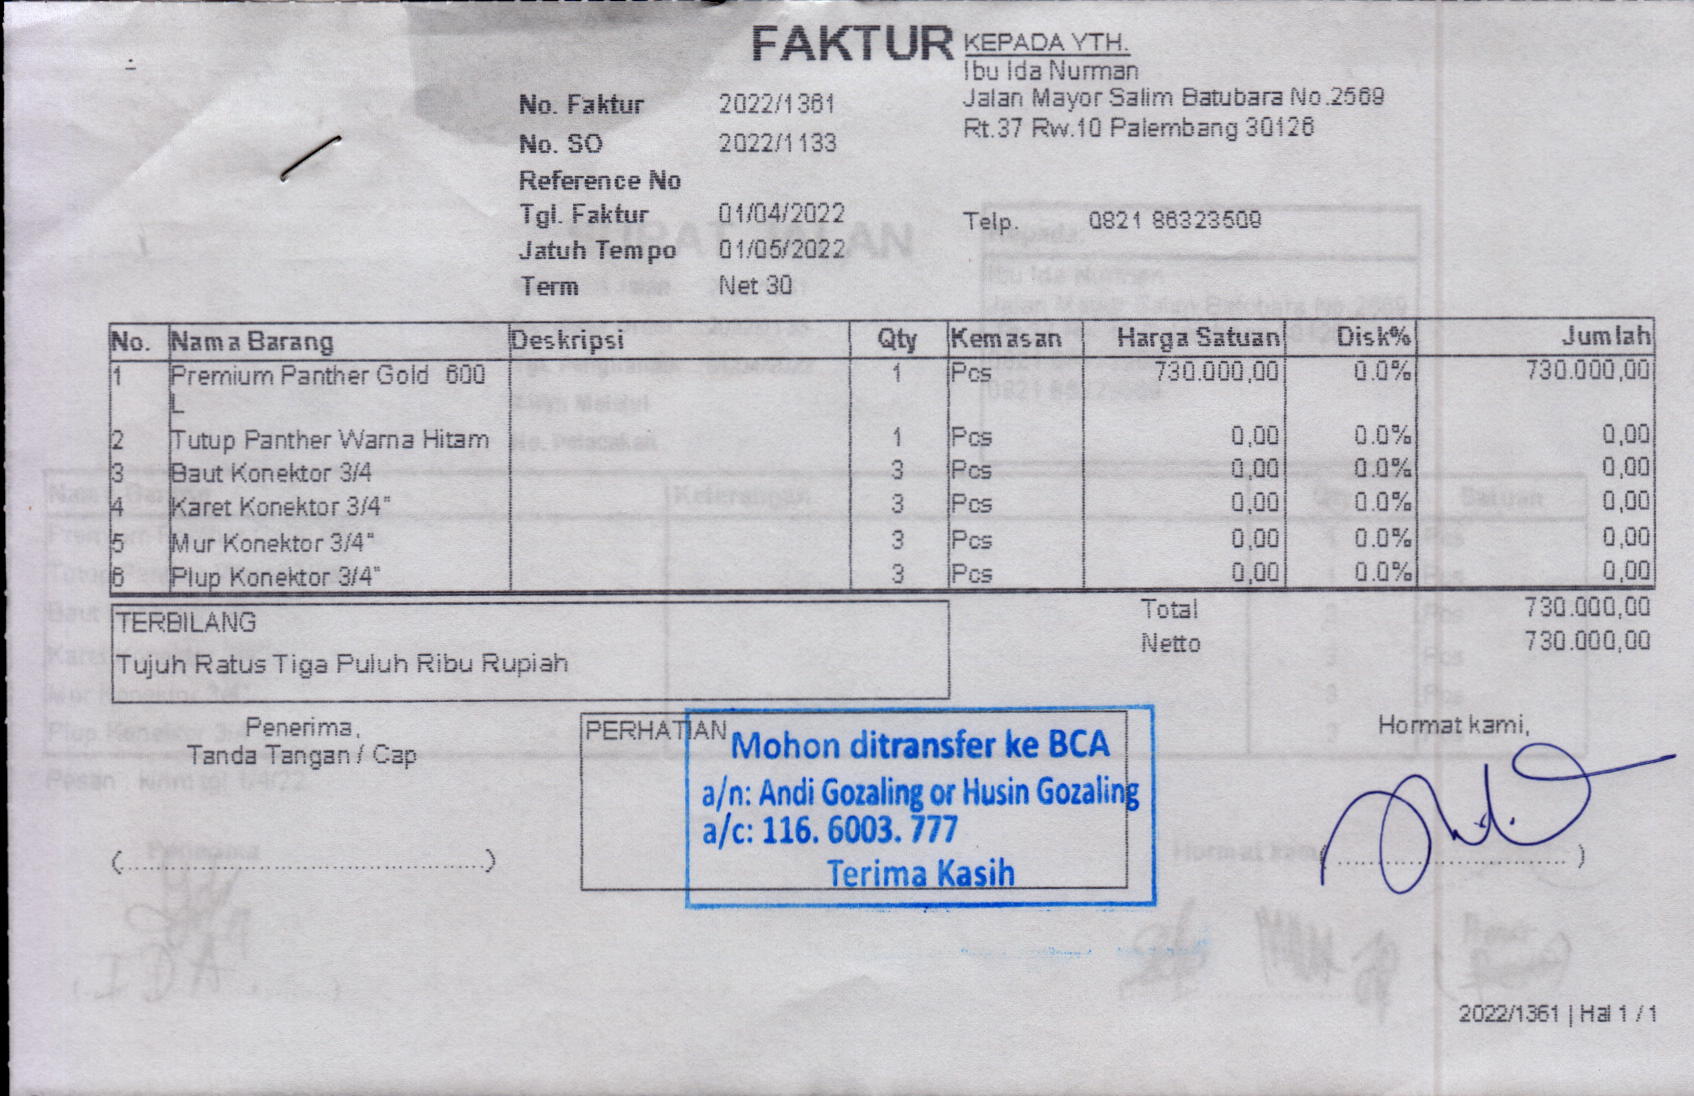 FAKTUR
KEPADA YTH.
Ibu Ida Nurman
Jalan Mayor Salim Batubara No.2569
Rt.37 Rw.10 Palembang 30126
No. Faktur 2022/1361
No. SO 2022/1133
Reference No
Tgl. Faktur 01/04/2022
Telp. 0821 86323509
Jatuh Tempo 01/05/2022
Term Net 30
No. Nama Barang Deskripsi Qty Kemasan Harga Satuan Disk% Jumlah
1 Premium Panther Gold 600 1 Pcs 730.000,00 0.0% 730.000,00
L
2 Tutup Panther Warna Hitam 1 Pcs 0,00 0.0% 0,00
3 Baut Konektor 3/4 3 Pcs 0,00 0.0% 0,00
4 Karet Konektor 3/4" 3 Pcs 0,00 0.0% 0,00
5 Mur Konektor 3/4" 3 Pcs 0,00 0.0% 0,00
6 Plup Konektor 3/4" 3 Pcs 0,00 0.0% 0,00
TERBILANG
Tujuh Ratus Tiga Puluh Ribu Rupiah
Total 730.000,00
Netto 730.000,00
Penerima,
Tanda Tangan / Cap
(..........................................................)
PERHATIAN
Mohon ditransfer ke BCA
a/n: Andi Gozaling or Husin Gozaling
a/c: 116. 6003. 777
Terima Kasih
Hormat kami,
(.....................................)
2022/1361 | Hal 1 / 1